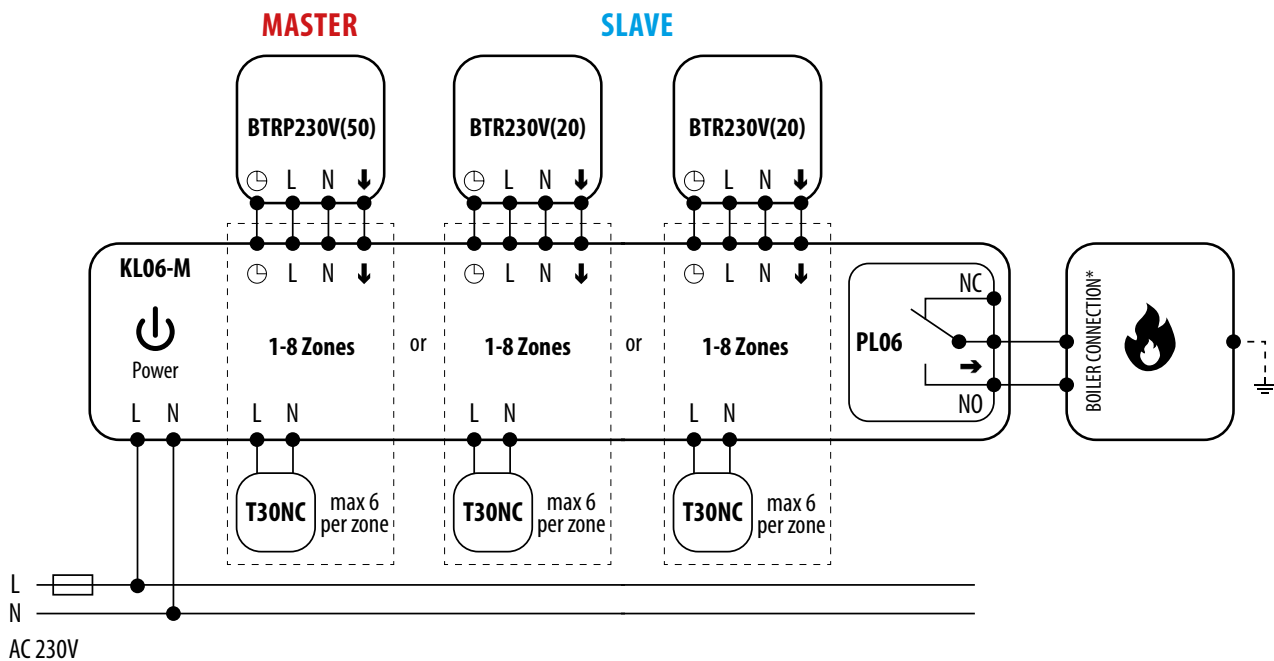 MASTER
SLAVE
BTRP230V(50)
BTR230V(20)
BTR230V(20)
L N
L N
L N
KL06-M
L N
L N
L N
Power
1-8 Zones
or
1-8 Zones
or
1-8 Zones
PL06
NC
NO
BOILER CONNECTION*
L N
L N
L N
L N
T30NC
max 6
per zone
T30NC
max 6
per zone
T30NC
max 6
per zone
L
N
AC 230V